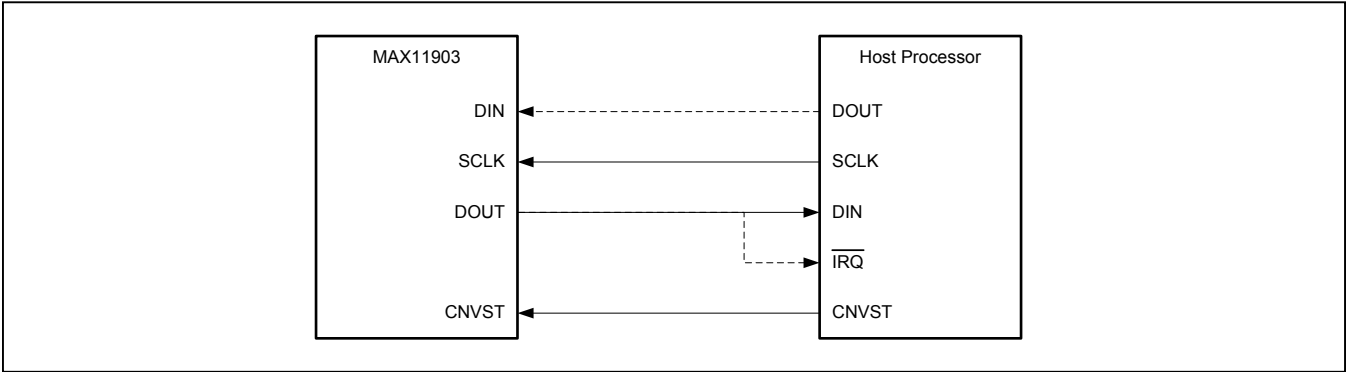 MAX11903
Host Processor
DIN
DOUT
SCLK
SCLK
DOUT
DIN
IRQ
CNVST
CNVST